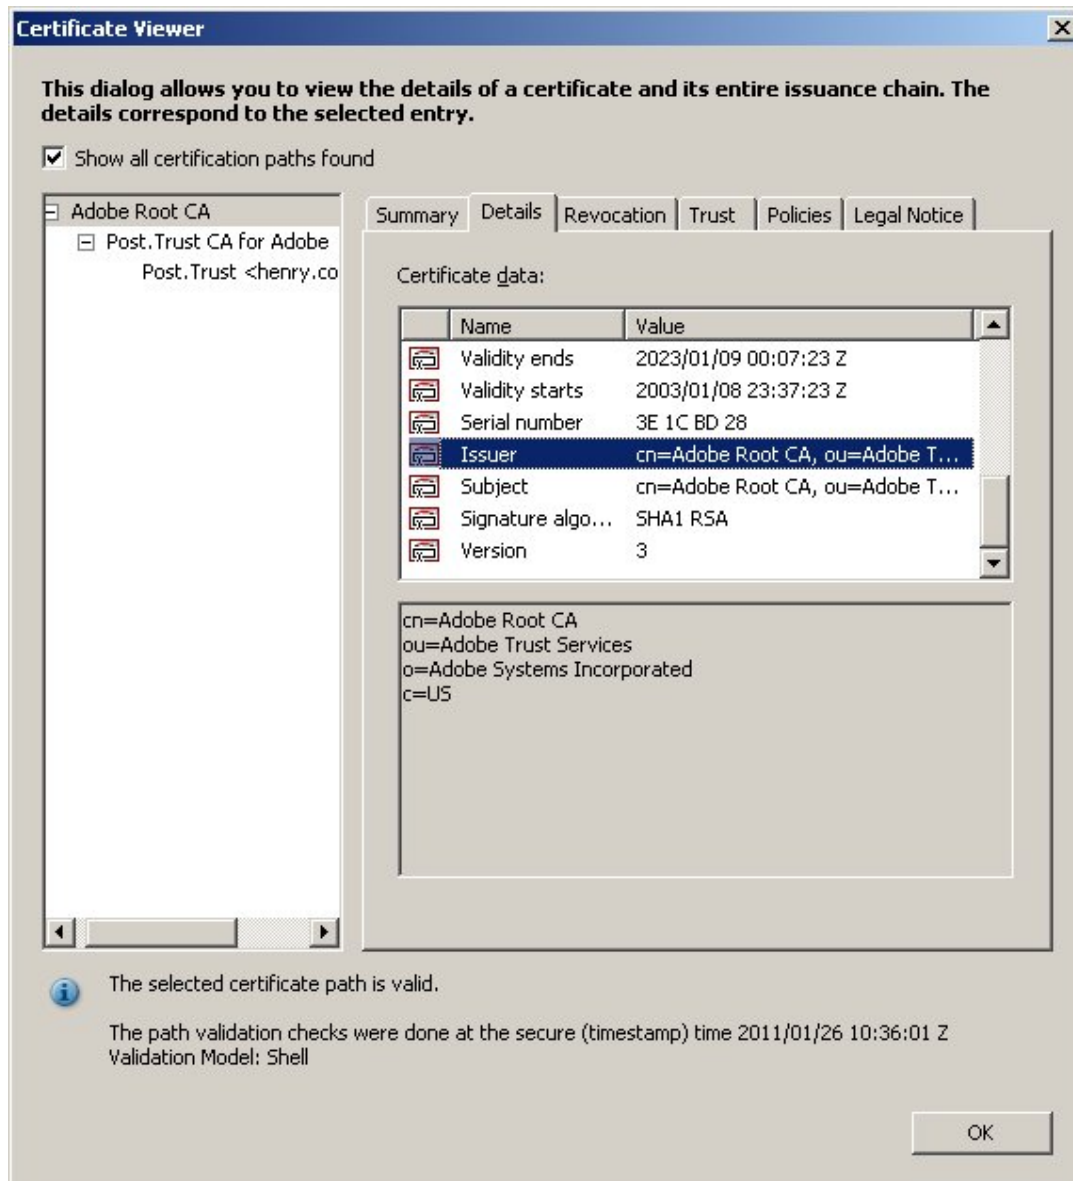 Certificate Viewer
This dialog allows you to view the details of a certificate and its entire issuance chain. The
details correspond to the selected entry.
Show all certification paths found
Adobe Root CA
Post.Trust CA for Adobe
Post.Trust <henry.co
Summary Details Revocation Trust Policies Legal Notice
Certificate data:
Name Value
Validity ends 2023/01/09 00:07:23 Z
Validity starts 2003/01/08 23:37:23 Z
Serial number 3E 1C BD 28
Issuer cn=Adobe Root CA, ou=Adobe T...
Subject cn=Adobe Root CA, ou=Adobe T...
Signature algo... SHA1 RSA
Version 3
cn=Adobe Root CA
ou=Adobe Trust Services
o=Adobe Systems Incorporated
c=US
The selected certificate path is valid.
The path validation checks were done at the secure (timestamp) time 2011/01/26 10:36:01 Z
Validation Model: Shell
OK